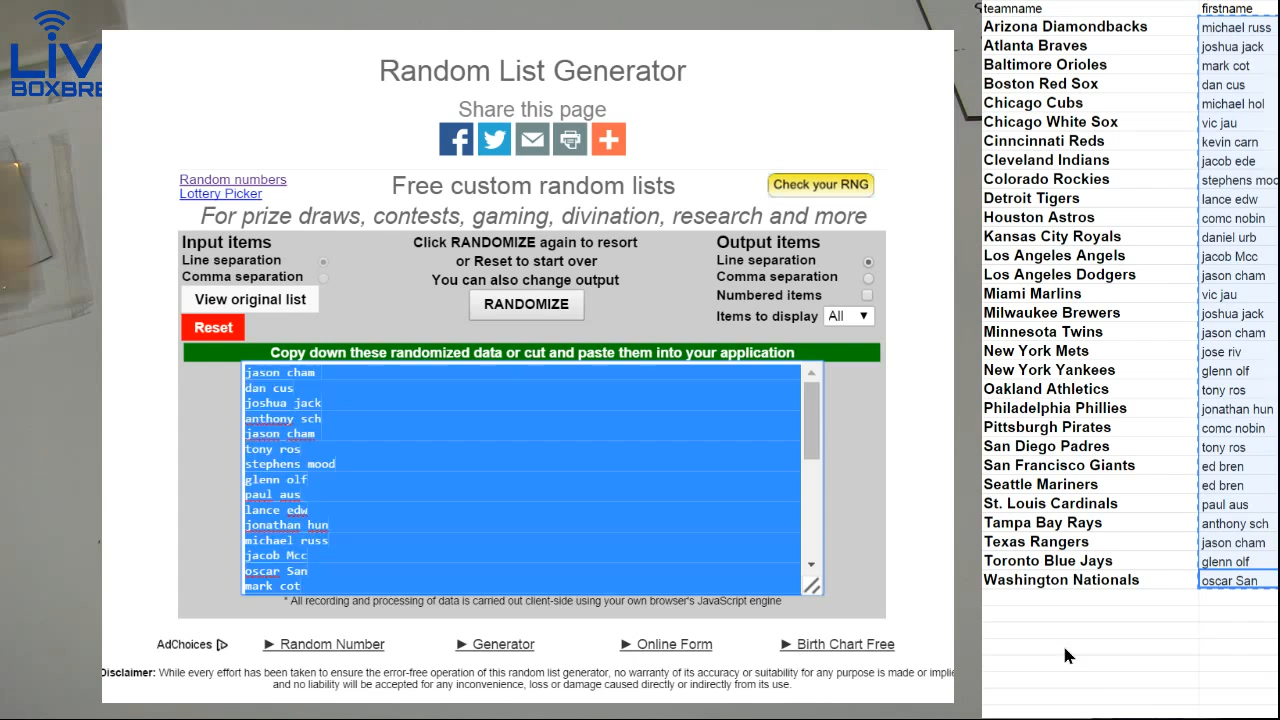 LIV
BOXBRE
Random List Generator
Share this page
Random numbers
Lottery Picker
Free custom random lists
Check your RNG
For prize draws, contests, gaming, divination, research and more
Input items
Line separation
Comma separation
View original list
Reset
Click RANDOMIZE again to resort
or Reset to start over
You can also change output
RANDOMIZE
Output items
Line separation
Comma separation
Numbered items
Items to display All
Copy down these randomized data or cut and paste them into your application
jason cham
dan cus
joshua jack
anthony sch
jason cham
tony ros
stephens mood
glenn olf
paul aus
lance edw
jonathan hun
michael russ
jacob Mcc
oscar San
mark cot
* All recording and processing of data is carried out client-side using your own browser's JavaScript engine
AdChoices
► Random Number
► Generator
► Online Form
► Birth Chart Free
Disclaimer: While every effort has been taken to ensure the error-free operation of this random list generator, no warranty of its accuracy or suitability for any purpose is made or implie
and no liability will be accepted for any inconvenience, loss or damage caused directly or indirectly from its use.
teamname firstname
Arizona Diamondbacks michael russ
Atlanta Braves joshua jack
Baltimore Orioles mark cot
Boston Red Sox dan cus
Chicago Cubs michael hol
Chicago White Sox vic jau
Cinncinnati Reds kevin carn
Cleveland Indians jacob ede
Colorado Rockies stephens moo
Detroit Tigers lance edw
Houston Astros comc nobin
Kansas City Royals daniel urb
Los Angeles Angels jacob Mcc
Los Angeles Dodgers jason cham
Miami Marlins vic jau
Milwaukee Brewers joshua jack
Minnesota Twins jason cham
New York Mets jose riv
New York Yankees glenn olf
Oakland Athletics tony ros
Philadelphia Phillies jonathan hun
Pittsburgh Pirates comc nobin
San Diego Padres tony ros
San Francisco Giants ed bren
Seattle Mariners ed bren
St. Louis Cardinals paul aus
Tampa Bay Rays anthony sch
Texas Rangers jason cham
Toronto Blue Jays glenn olf
Washington Nationals oscar San